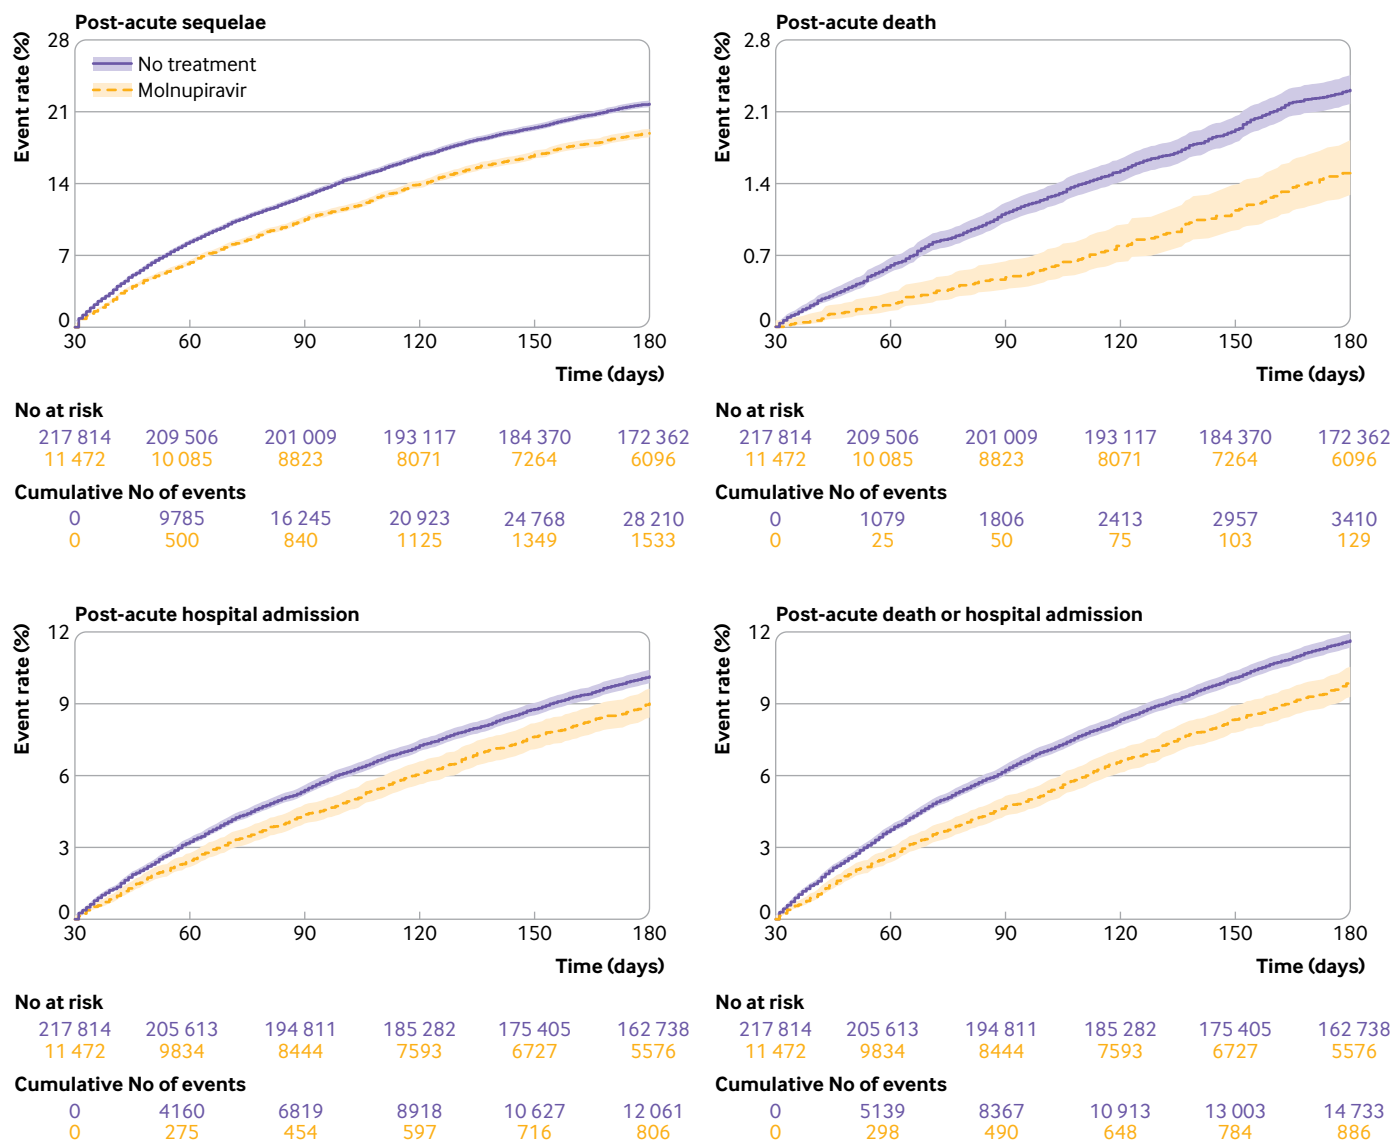 Post-acute sequelae
Event rate (%)
28
21
14
7
0
No treatment
Molnupiravir
30 60 90 120 150 180
Time (days)
No at risk
217 814 209 506 201 009 193 117 184 370 172 362
11 472 10 085 8823 8071 7264 6096
Cumulative No of events
0 9785 16 245 20 923 24 768 28 210
0 500 840 1125 1349 1533
Post-acute death
Event rate (%)
2.8
2.1
1.4
0.7
0
30 60 90 120 150 180
Time (days)
No at risk
217 814 209 506 201 009 193 117 184 370 172 362
11 472 10 085 8823 8071 7264 6096
Cumulative No of events
0 1079 1806 2413 2957 3410
0 25 50 75 103 129
Post-acute hospital admission
Event rate (%)
12
9
6
3
0
30 60 90 120 150 180
Time (days)
No at risk
217 814 205 613 194 811 185 282 175 405 162 738
11 472 9834 8444 7593 6727 5576
Cumulative No of events
0 4160 6819 8918 10 627 12 061
0 275 454 597 716 806
Post-acute death or hospital admission
Event rate (%)
12
9
6
3
0
30 60 90 120 150 180
Time (days)
No at risk
217 814 205 613 194 811 185 282 175 405 162 738
11 472 9834 8444 7593 6727 5576
Cumulative No of events
0 5139 8367 10 913 13 003 14 733
0 298 490 648 784 886